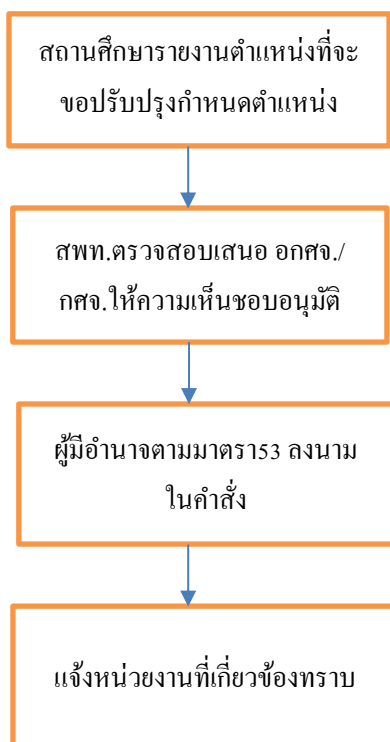 สถานศึกษารายงานตำแหน่งที่จะ
ขอปรับปรุงกำหนดตำแหน่ง
สพท.ตรวจสอบเสนอ อกศจ./
กศจ.ให้ความเห็นชอบอนุมัติ
ผู้มีอำนาจตามมาตรา53 ลงนาม
ในคำสั่ง
แจ้งหน่วยงานที่เกี่ยวข้องทราบ